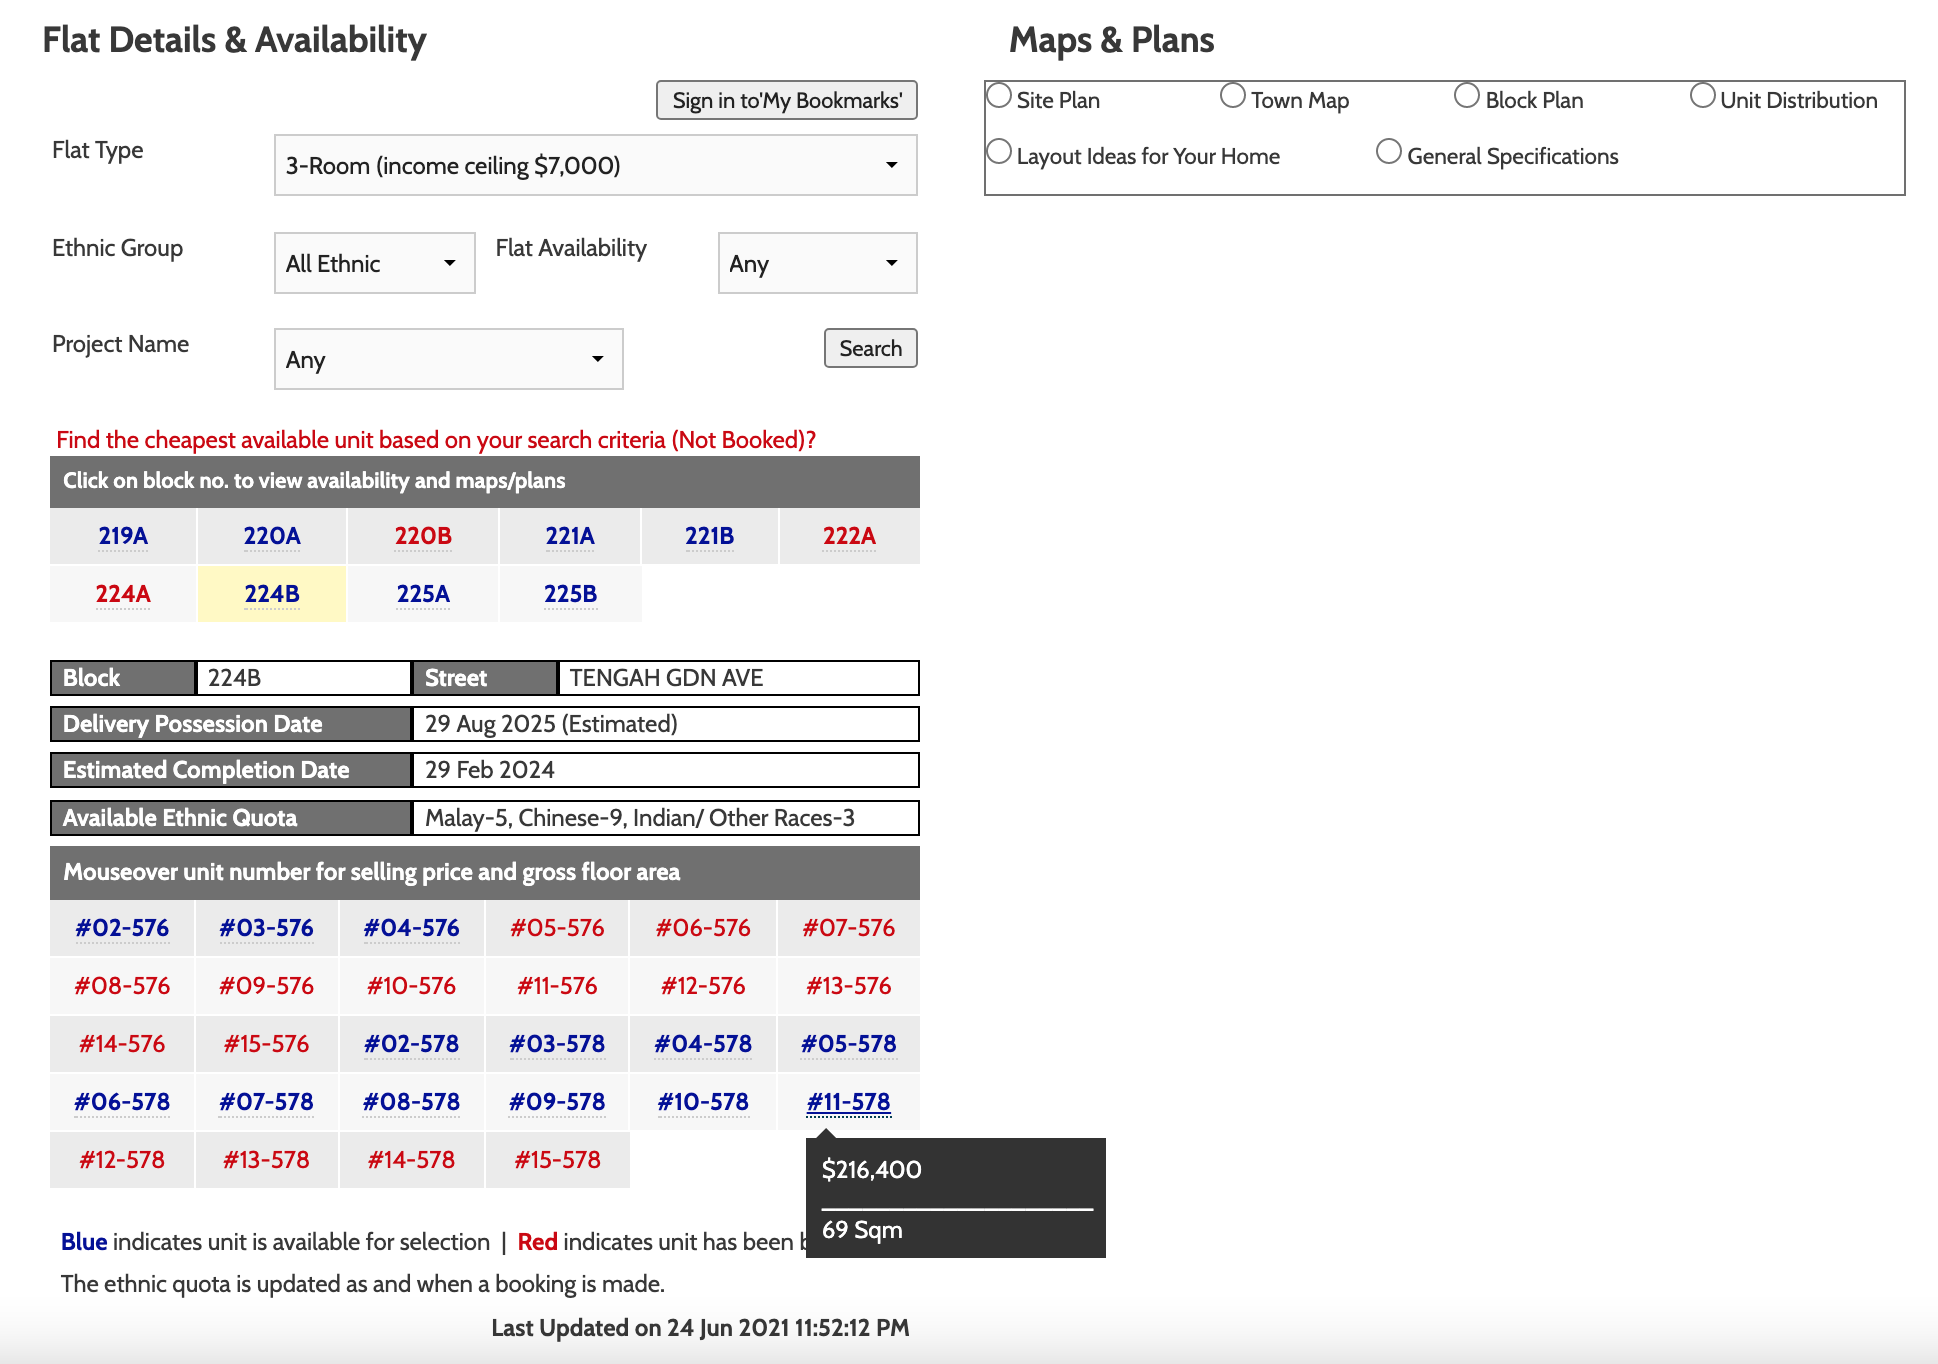 Flat Details & Availability
Sign in to'My Bookmarks'
Flat Type
3-Room (income ceiling $7,000)
Ethnic Group
All Ethnic
Flat Availability
Any
Project Name
Any
Search
Find the cheapest available unit based on your search criteria (Not Booked)?
Click on block no. to view availability and maps/plans
219A 220A 220B 221A 221B 222A
224A 224B 225A 225B
Block 224B Street TENGAH GDN AVE
Delivery Possession Date 29 Aug 2025 (Estimated)
Estimated Completion Date 29 Feb 2024
Available Ethnic Quota Malay-5, Chinese-9, Indian/ Other Races-3
Mouseover unit number for selling price and gross floor area
#02-576 #03-576 #04-576 #05-576 #06-576 #07-576
#08-576 #09-576 #10-576 #11-576 #12-576 #13-576
#14-576 #15-576 #02-578 #03-578 #04-578 #05-578
#06-578 #07-578 #08-578 #09-578 #10-578 #11-578
#12-578 #13-578 #14-578 #15-578
$216,400
69 Sqm
Blue indicates unit is available for selection | Red indicates unit has been
The ethnic quota is updated as and when a booking is made.
Last Updated on 24 Jun 2021 11:52:12 PM
Maps & Plans
Site Plan Town Map Block Plan Unit Distribution
Layout Ideas for Your Home General Specifications